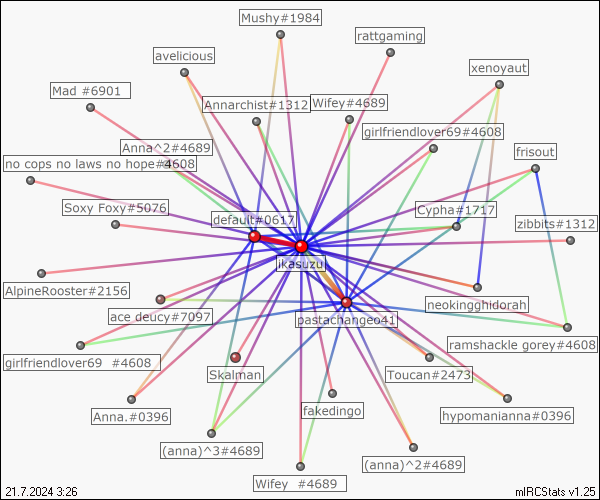 Mushy#1984
rattgaming
avelicious
xenoyaut
Mad #6901
Annarchist#1312
Wifey#4689
girlfriendlover69#4608
Anna^2#4689
frisout
no cops no laws no hope#4608
Soxy Foxy#5076
default#0617
Cypha#1717
zibbits#1312
ikasuzu
AlpineRooster#2156
neokingghidorah
ace deucy#7097
pastachangeo41
ramshackle gorey#4608
girlfriendlover69 #4608
Skalman
Toucan#2473
Anna.#0396
fakedingo
hypomanianna#0396
(anna)^3#4689
(anna)^2#4689
Wifey #4689
21.7.2024 3:26
mIRCStats v1.25